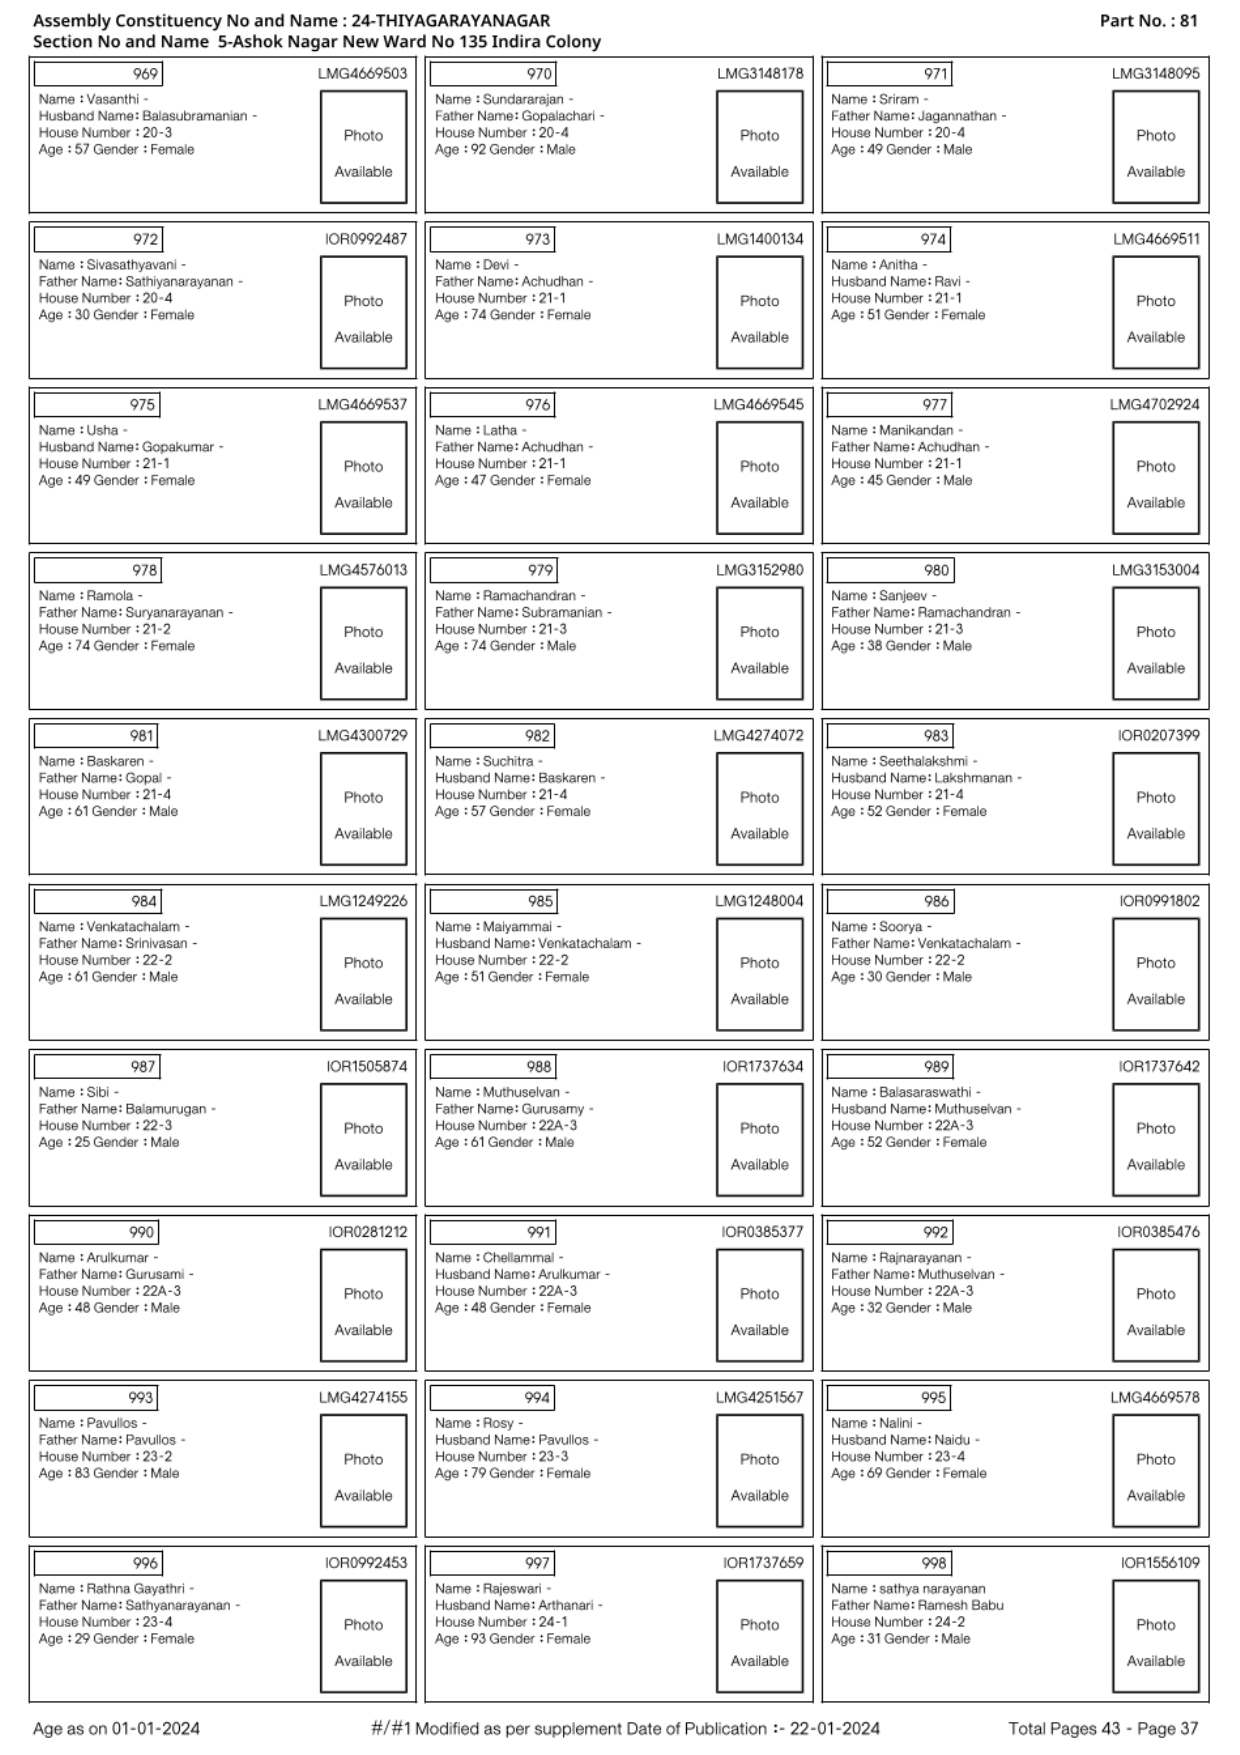 Assembly Constituency No and Name : 24-THIYAGARAYANAGAR
Part No. : 81
Section No and Name 5-Ashok Nagar New Ward No 135 Indira Colony
969 LMG4669503
Name : Vasanthi -
Husband Name: Balasubramanian -
House Number : 20-3
Age : 57 Gender : Female
Photo
Available
970 LMG3148178
Name : Sundararajan -
Father Name: Gopalachari -
House Number : 20-4
Age : 92 Gender : Male
Photo
Available
971 LMG3148095
Name : Sriram -
Father Name: Jagannathan -
House Number : 20-4
Age : 49 Gender : Male
Photo
Available
972 IOR0992487
Name : Sivasathyavani -
Father Name: Sathiyanarayanan -
House Number : 20-4
Age : 30 Gender : Female
Photo
Available
973 LMG1400134
Name : Devi -
Father Name: Achudhan -
House Number : 21-1
Age : 74 Gender : Female
Photo
Available
974 LMG4669511
Name : Anitha -
Husband Name: Ravi -
House Number : 21-1
Age : 51 Gender : Female
Photo
Available
975 LMG4669537
Name : Usha -
Husband Name: Gopakumar -
House Number : 21-1
Age : 49 Gender : Female
Photo
Available
976 LMG4669545
Name : Latha -
Father Name: Achudhan -
House Number : 21-1
Age : 47 Gender : Female
Photo
Available
977 LMG4702924
Name : Manikandan -
Father Name: Achudhan -
House Number : 21-1
Age : 45 Gender : Male
Photo
Available
978 LMG4576013
Name : Ramola -
Father Name: Suryanarayanan -
House Number : 21-2
Age : 74 Gender : Female
Photo
Available
979 LMG3152980
Name : Ramachandran -
Father Name: Subramanian -
House Number : 21-3
Age : 74 Gender : Male
Photo
Available
980 LMG3153004
Name : Sanjeev -
Father Name: Ramachandran -
House Number : 21-3
Age : 38 Gender : Male
Photo
Available
981 LMG4300729
Name : Baskaren -
Father Name: Gopal -
House Number : 21-4
Age : 61 Gender : Male
Photo
Available
982 LMG4274072
Name : Suchitra -
Husband Name: Baskaren -
House Number : 21-4
Age : 57 Gender : Female
Photo
Available
983 IOR0207399
Name : Seethalakshmi -
Husband Name: Lakshmanan -
House Number : 21-4
Age : 52 Gender : Female
Photo
Available
984 LMG1249226
Name : Venkatachalam -
Father Name: Srinivasan -
House Number : 22-2
Age : 61 Gender : Male
Photo
Available
985 LMG1248004
Name : Maiyammai -
Husband Name: Venkatachalam -
House Number : 22-2
Age : 51 Gender : Female
Photo
Available
986 IOR0991802
Name : Soorya -
Father Name: Venkatachalam -
House Number : 22-2
Age : 30 Gender : Male
Photo
Available
987 IOR1505874
Name : Sibi -
Father Name: Balamurugan -
House Number : 22-3
Age : 25 Gender : Male
Photo
Available
988 IOR1737634
Name : Muthuselvan -
Father Name: Gurusamy -
House Number : 22A-3
Age : 61 Gender : Male
Photo
Available
989 IOR1737642
Name : Balasaraswathi -
Husband Name: Muthuselvan -
House Number : 22A-3
Age : 52 Gender : Female
Photo
Available
990 IOR0281212
Name : Arulkumar -
Father Name: Gurusami -
House Number : 22A-3
Age : 48 Gender : Male
Photo
Available
991 IOR0385377
Name : Chellammal -
Husband Name: Arulkumar -
House Number : 22A-3
Age : 48 Gender : Female
Photo
Available
992 IOR0385476
Name : Rajnarayanan -
Father Name: Muthuselvan -
House Number : 22A-3
Age : 32 Gender : Male
Photo
Available
993 LMG4274155
Name : Pavullos -
Father Name: Pavullos -
House Number : 23-2
Age : 83 Gender : Male
Photo
Available
994 LMG4251567
Name : Rosy -
Husband Name: Pavullos -
House Number : 23-3
Age : 79 Gender : Female
Photo
Available
995 LMG4669578
Name : Nalini -
Husband Name: Naidu -
House Number : 23-4
Age : 69 Gender : Female
Photo
Available
996 IOR0992453
Name : Rathna Gayathri -
Father Name: Sathyanarayanan -
House Number : 23-4
Age : 29 Gender : Female
Photo
Available
997 IOR1737659
Name : Rajeswari -
Husband Name: Arthanari -
House Number : 24-1
Age : 93 Gender : Female
Photo
Available
998 IOR1556109
Name : sathya narayanan
Father Name: Ramesh Babu
House Number : 24-2
Age : 31 Gender : Male
Photo
Available
Age as on 01-01-2024
#/#1 Modified as per supplement Date of Publication :- 22-01-2024
Total Pages 43 - Page 37